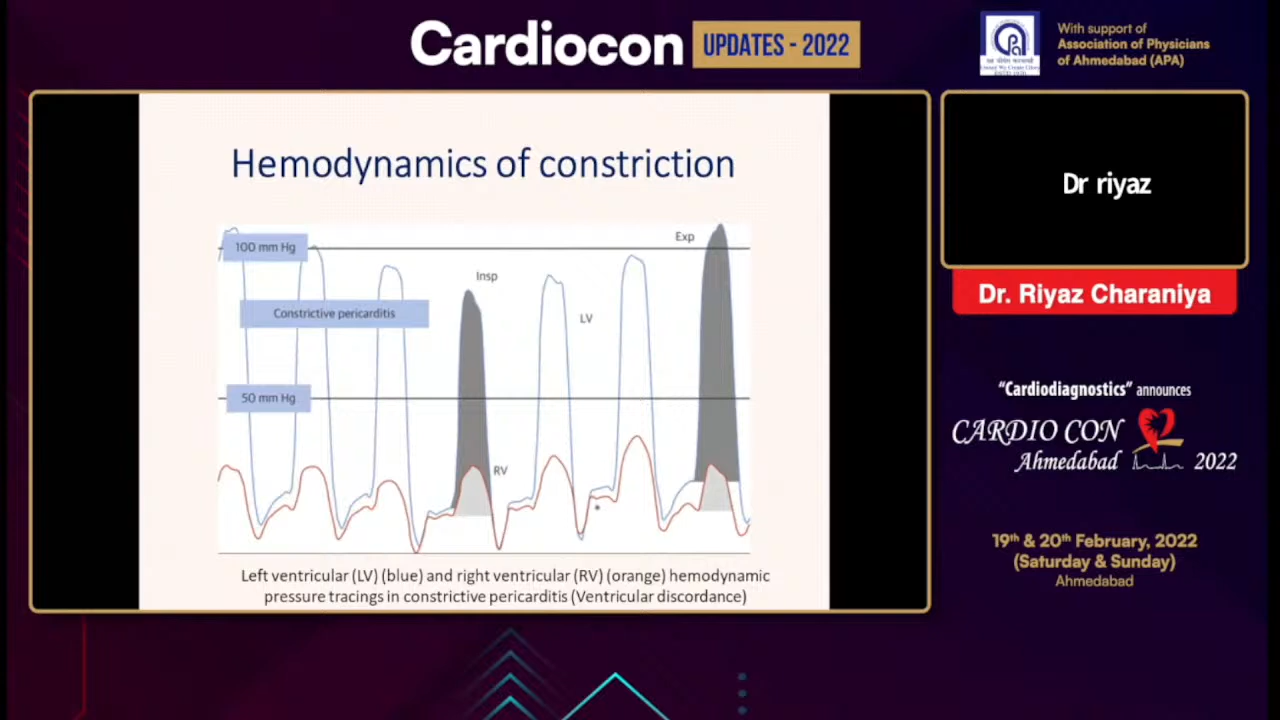 Cardiocon
UPDATES - 2022
With support of
Association of Physicians
of Ahmedabad (APA)
Hemodynamics of constriction
100 mm Hg
Exp
Insp
Constrictive pericarditis
LV
50 mm Hg
RV
Left ventricular (LV) (blue) and right ventricular (RV) (orange) hemodynamic
pressure tracings in constrictive pericarditis (Ventricular discordance)
Dr riyaz
Dr. Riyaz Charaniya
“Cardiodiagnostics” announces
CARDIO CON
Ahmedabad 2022
19th & 20th February, 2022
(Saturday & Sunday)
Ahmedabad